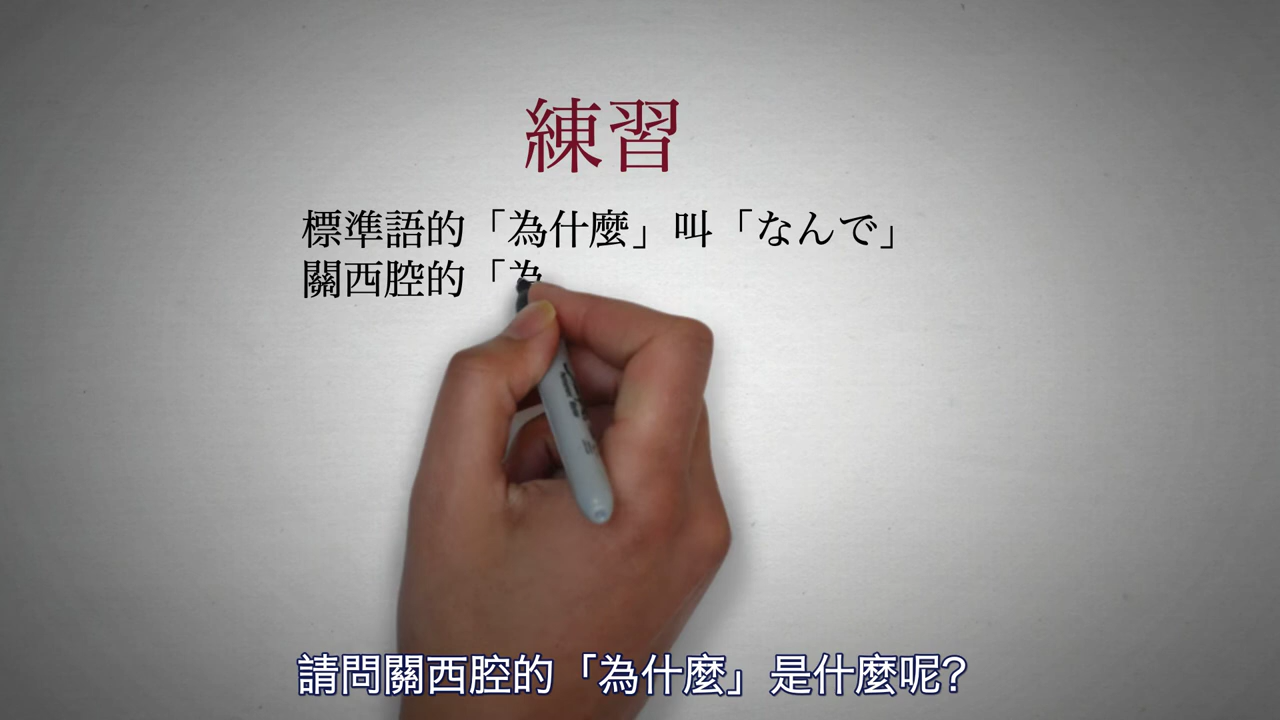 練習
標準語的「為什麼」叫「なんで」
關西腔的「為
請問關西腔的「為什麼」是什麼呢?